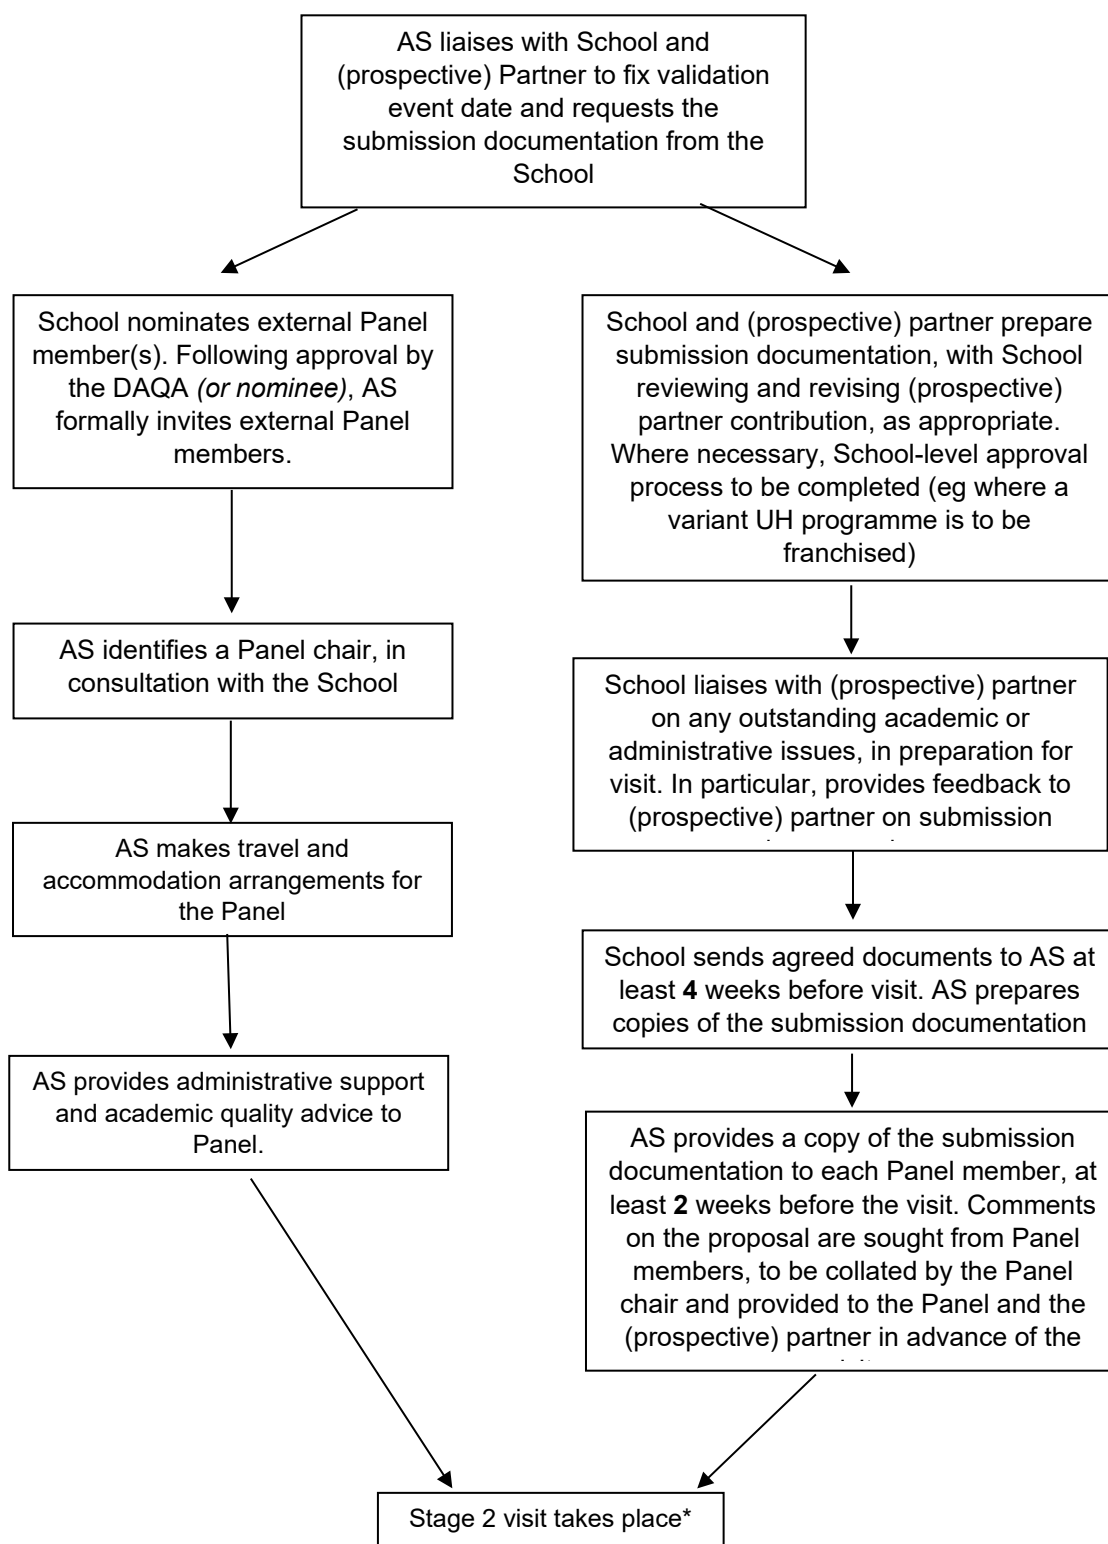 AS liaises with School and
(prospective) Partner to fix validation
event date and requests the
submission documentation from the
School
School nominates external Panel
member(s). Following approval by
the DAQA (or nominee), AS
formally invites external Panel
members.
AS identifies a Panel chair, in
consultation with the School
AS makes travel and
accommodation arrangements for
the Panel
AS provides administrative support
and academic quality advice to
Panel.
School and (prospective) partner prepare
submission documentation, with School
reviewing and revising (prospective)
partner contribution, as appropriate.
Where necessary, School-level approval
process to be completed (eg where a
variant UH programme is to be
franchised)
School liaises with (prospective) partner
on any outstanding academic or
administrative issues, in preparation for
visit. In particular, provides feedback to
(prospective) partner on submission
School sends agreed documents to AS at
least 4 weeks before visit. AS prepares
copies of the submission documentation
AS provides a copy of the submission
documentation to each Panel member, at
least 2 weeks before the visit. Comments
on the proposal are sought from Panel
members, to be collated by the Panel
chair and provided to the Panel and the
(prospective) partner in advance of the
Stage 2 visit takes place*